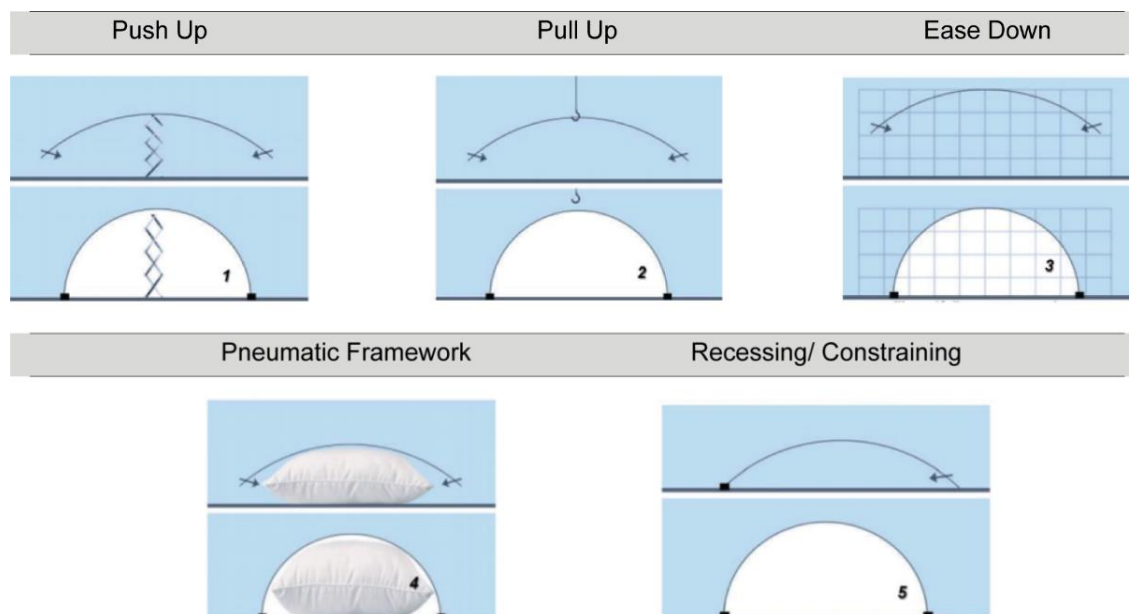 Push Up Pull Up Ease Down
1 2 3
Pneumatic Framework Recessing/ Constraining
4 5